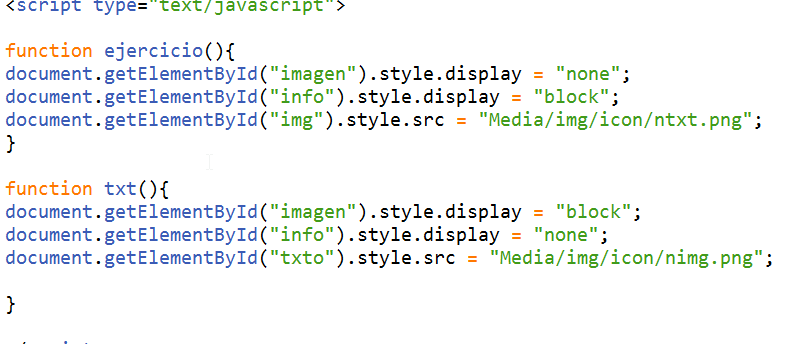 <script type="text/javascript">
function ejercicio(){
document.getElementById("imagen").style.display = "none";
document.getElementById("info").style.display = "block";
document.getElementById("img").style.src = "Media/img/icon/ntxt.png";
}
function txt(){
document.getElementById("imagen").style.display = "block";
document.getElementById("info").style.display = "none";
document.getElementById("txto").style.src = "Media/img/icon/nimg.png";
}